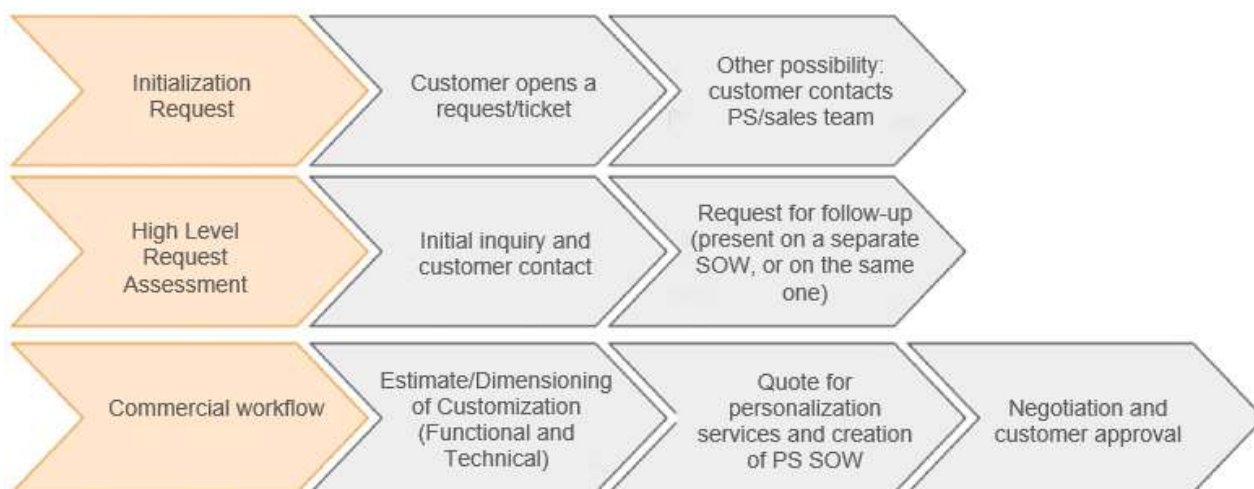 Initialization
Request
Customer opens a
request/ticket
Other possibility:
customer contacts
PS/sales team
High Level
Request
Assessment
Initial inquiry and
customer contact
Request for follow-up
(present on a separate
SOW, or on the same
one)
Commercial workflow
Estimate/Dimensioning
of Customization
(Functional and
Technical)
Quote for
personalization
services and creation
of PS SOW
Negotiation and
customer approval